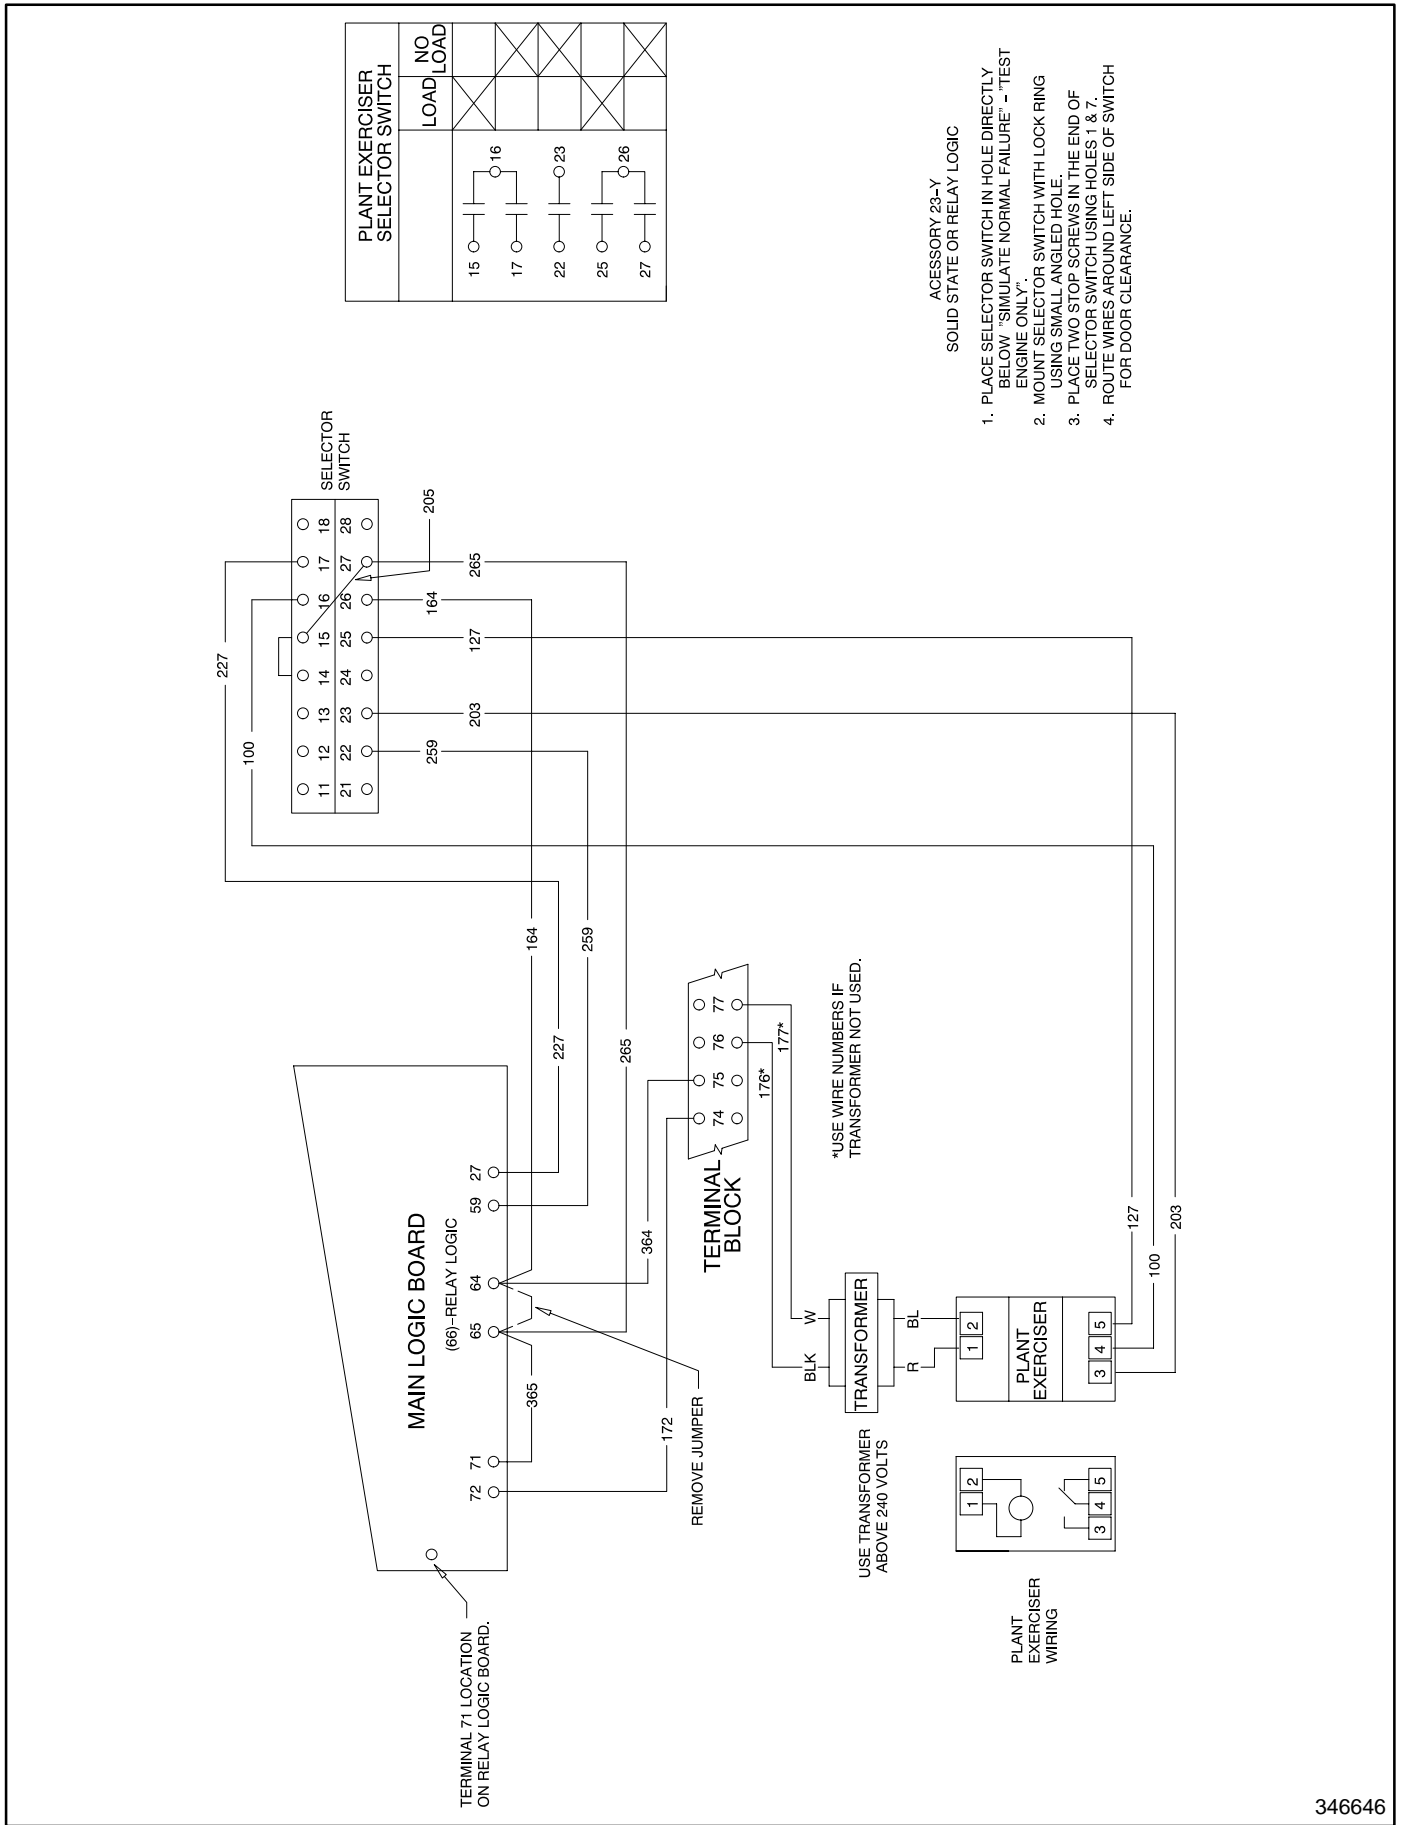 PLANT EXERCISER
SELECTOR SWITCH
LOAD
NO
LOAD
15
16
17
22
23
25
26
27
SELECTOR
SWITCH
11 12 13 14 15 16 17 18
21 22 23 24 25 26 27 28
205
227
100
265
164
127
203
259
ACESSORY 23-Y
SOLID STATE OR RELAY LOGIC
1. PLACE SELECTOR SWITCH IN HOLE DIRECTLY
BELOW "SIMULATE NORMAL FAILURE" - "TEST
ENGINE ONLY".
2. MOUNT SELECTOR SWITCH WITH LOCK RING
USING SMALL ANGLED HOLE.
3. PLACE TWO STOP SCREWS IN THE END OF
SELECTOR SWITCH USING HOLES 1 & 7.
4. ROUTE WIRES AROUND LEFT SIDE OF SWITCH
FOR DOOR CLEARANCE.
MAIN LOGIC BOARD
(66)-RELAY LOGIC
72 71 65 64 59 27
164
259
227
265
365
364
172
REMOVE JUMPER
TERMINAL 71 LOCATION
ON RELAY LOGIC BOARD.
TERMINAL
BLOCK
74 75 76 77
176*
177*
*USE WIRE NUMBERS IF
TRANSFORMER NOT USED.
BLK
W
TRANSFORMER
R
BL
USE TRANSFORMER
ABOVE 240 VOLTS
1 2
PLANT
EXERCISER
3 4 5
127
100
203
1 2
3 4 5
PLANT
EXERCISER
WIRING
346646